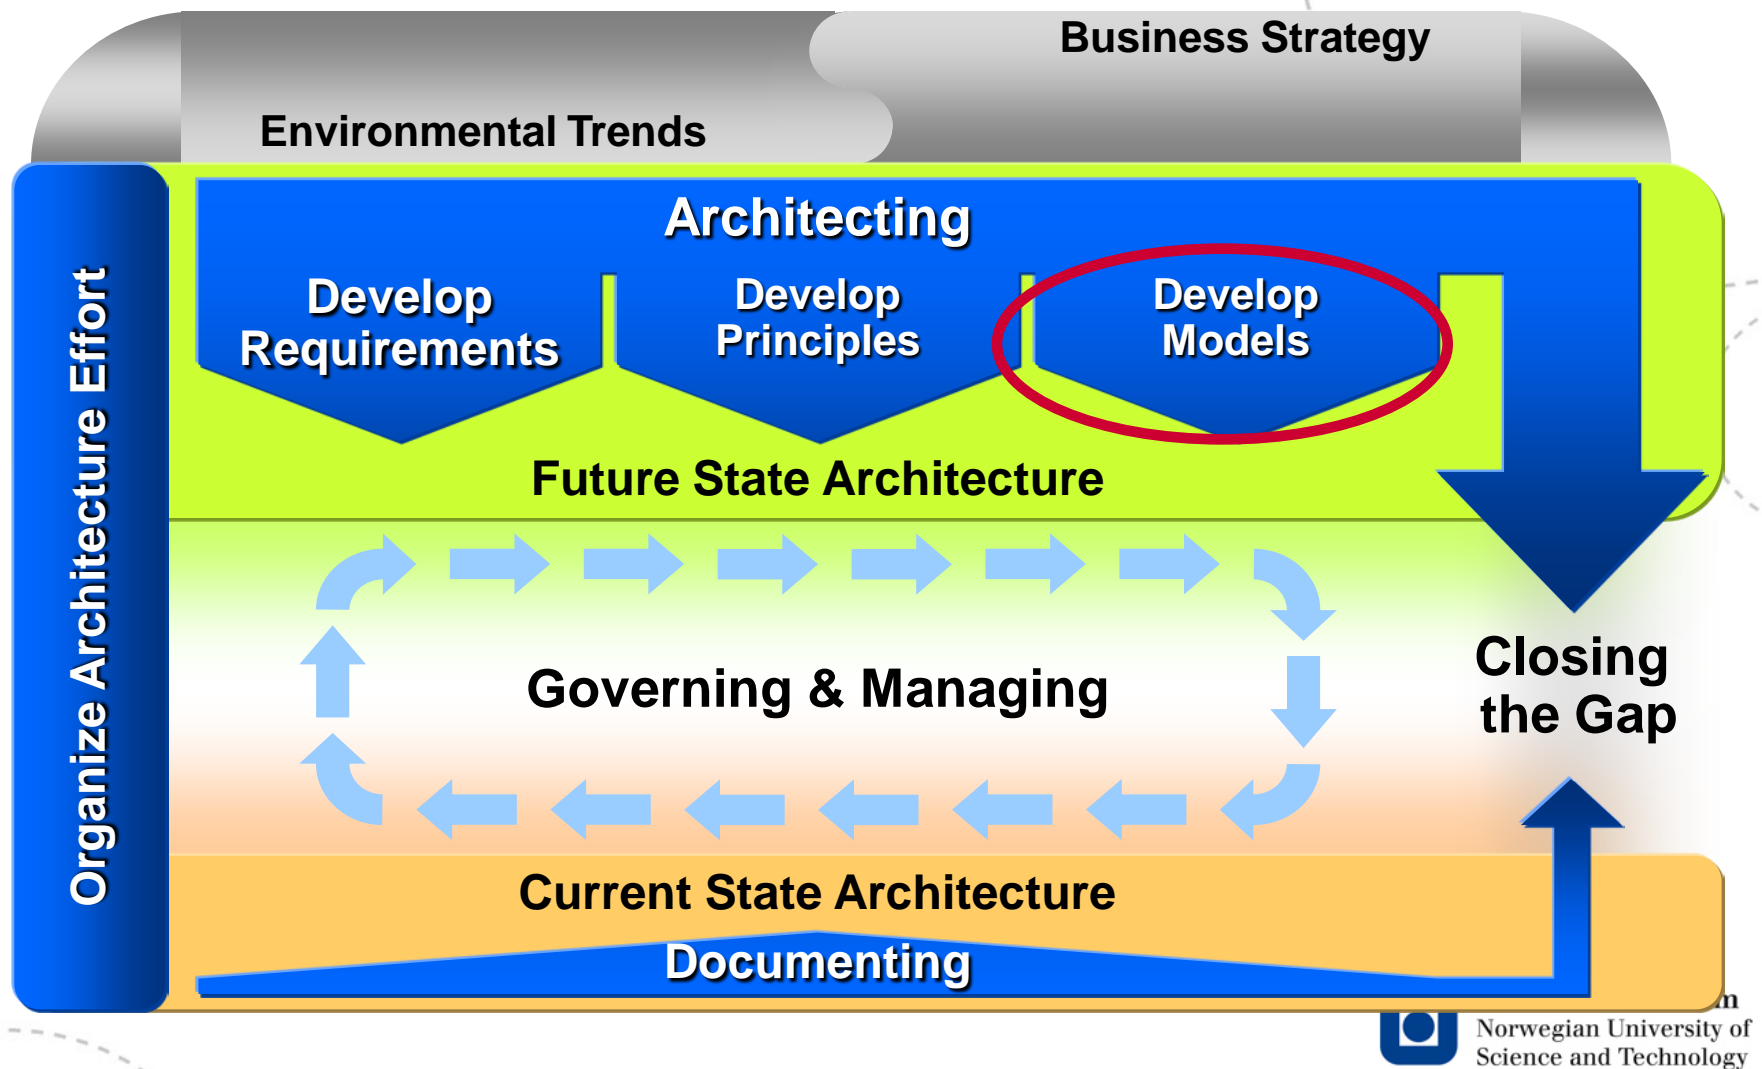 Business Strategy
Environmental Trends
Organize Architecture Effort
Architecting
Develop
Requirements
Develop
Principles
Develop
Models
Future State Architecture
Governing & Managing
Closing
the Gap
Current State Architecture
Documenting
Norwegian University of
Science and Technology